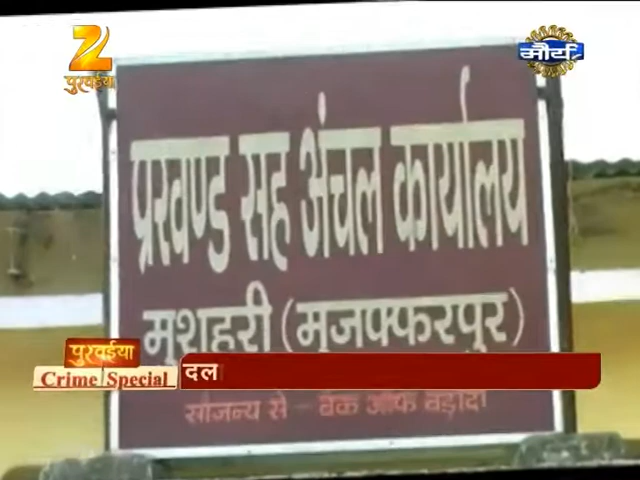 Z
पुरवईया
मौर्य
प्रखण्ड सह अंचल कार्यालय
मुशहरी (मुजफ्फरपुर)
पुरवईया
Crime Special
दल
सौजन्य से - बैंक ऑफ बड़ौदा